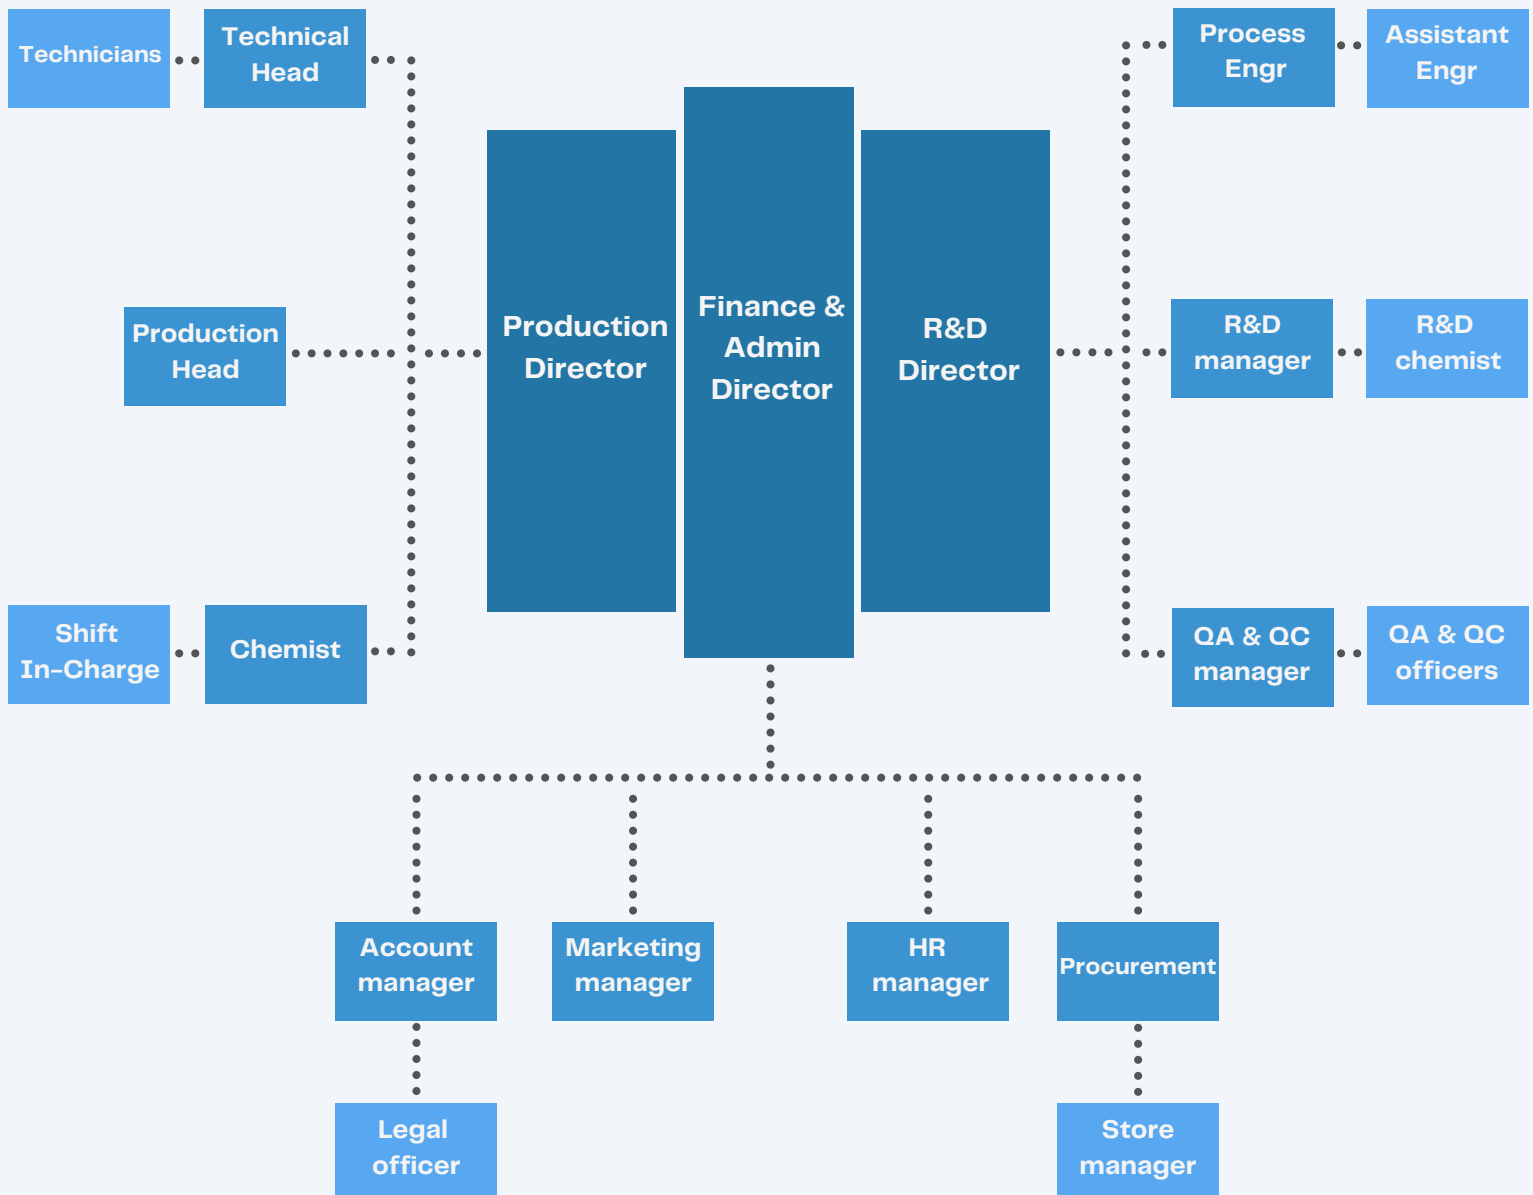 Technicians
Technical
Head
Process
Engr
Assistant
Engr
Production
Head
Production
Director
Finance &
Admin
Director
R&D
Director
R&D
manager
R&D
chemist
Shift
In-Charge
Chemist
QA & QC
manager
QA & QC
officers
Account
manager
Marketing
manager
HR
manager
Procurement
Legal
officer
Store
manager